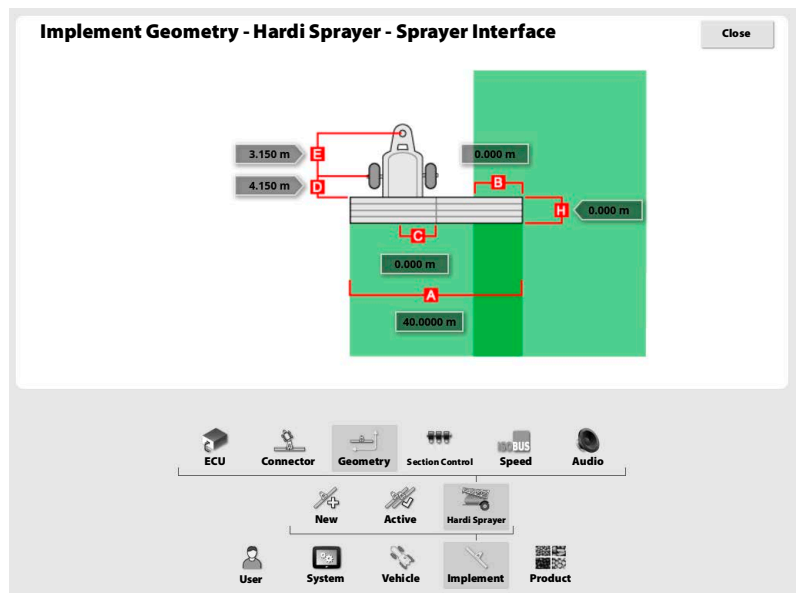 Implement Geometry - Hardi Sprayer - Sprayer Interface
Close
3.150 m
E
0.000 m
4.150 m
D
B
H
0.000 m
C
0.000 m
A
40.0000 m
ISOBUS
ECU
Connector
Geometry
Section Control
Speed
Audio
New
Active
Hardi Sprayer
User
System
Vehicle
Implement
Product